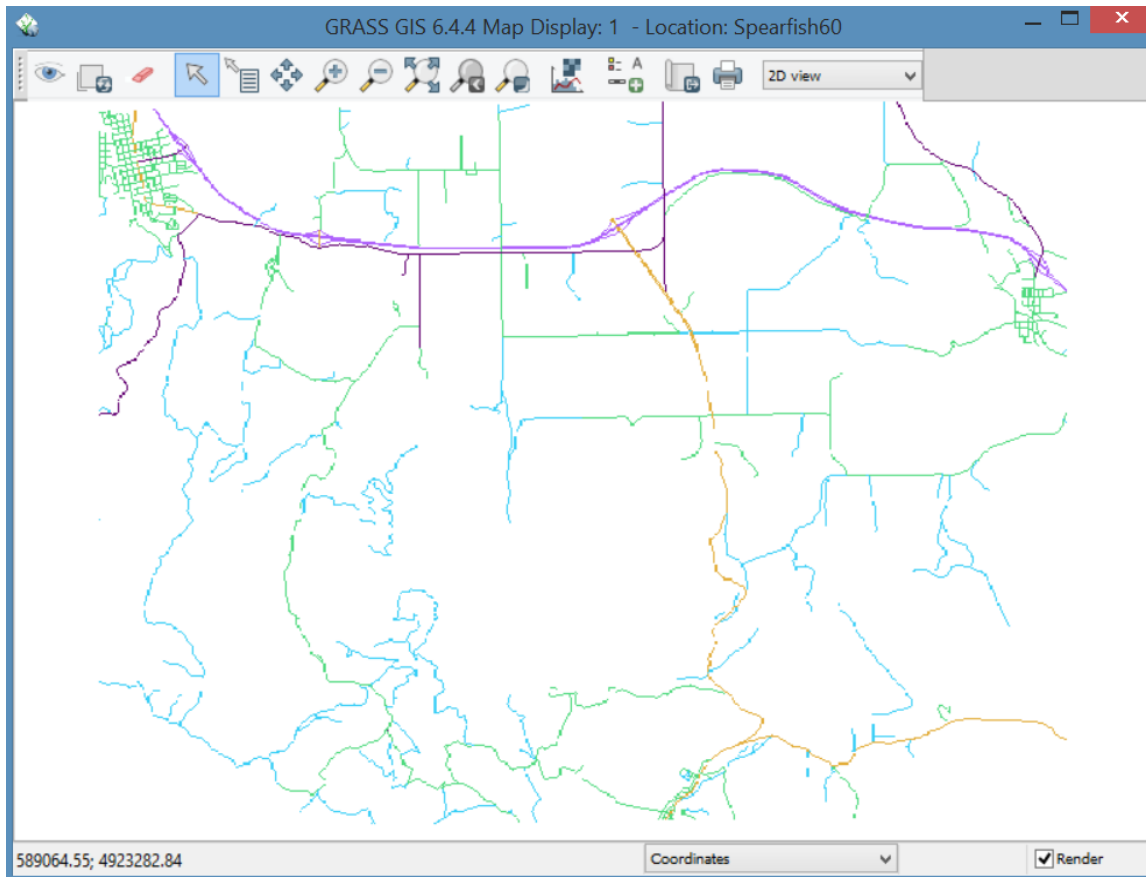 GRASS GIS 6.4.4 Map Display: 1 - Location: Spearfish60
A
2D view
589064.55; 4923282.84
Coordinates
Render